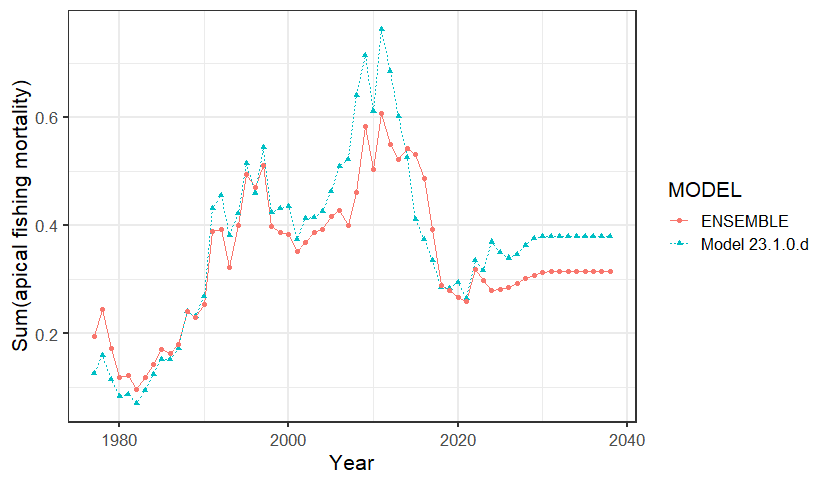 Sum(apical fishing mortality)
0.6
0.4
0.2
1980 2000 2020 2040
Year
MODEL
ENSEMBLE
Model 23.1.0.d